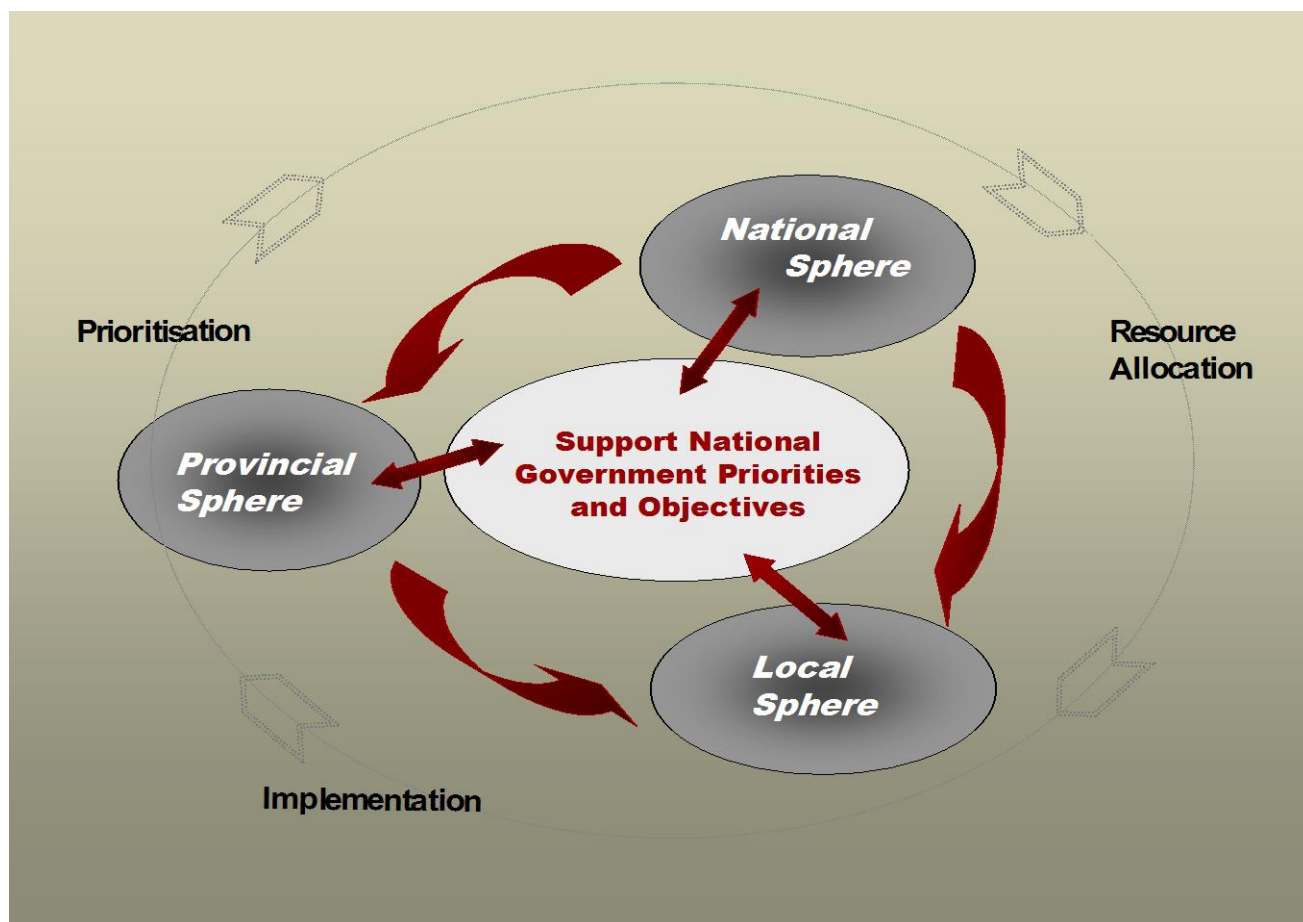 National
Sphere
Prioritisation
Resource
Allocation
Support National
Government Priorities
and Objectives
Provincial
Sphere
Local
Sphere
Implementation